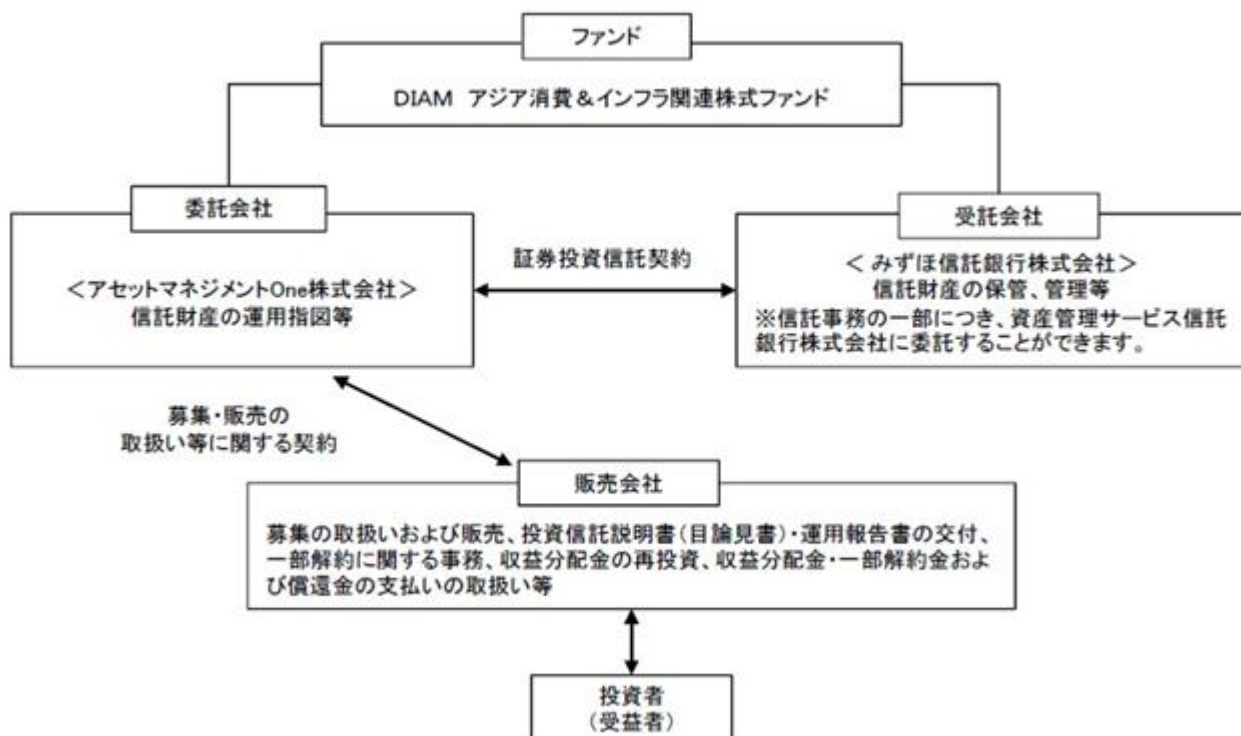 ファンド
DIAM アジア消費＆インフラ関連株式ファンド
委託会社
＜アセットマネジメントOne株式会社＞
信託財産の運用指図等
証券投資信託契約
受託会社
＜ みずほ信託銀行株式会社＞
信託財産の保管、管理等
※信託事務の一部につき、資産管理サービス信託
銀行株式会社に委託することができます。
募集・販売の
取扱い等に関する契約
販売会社
募集の取扱いおよび販売、投資信託説明書（目論見書）・運用報告書の交付、
一部解約に関する事務、収益分配金の再投資、収益分配金・一部解約金およ
び償還金の支払いの取扱い等
投資者
（受益者）